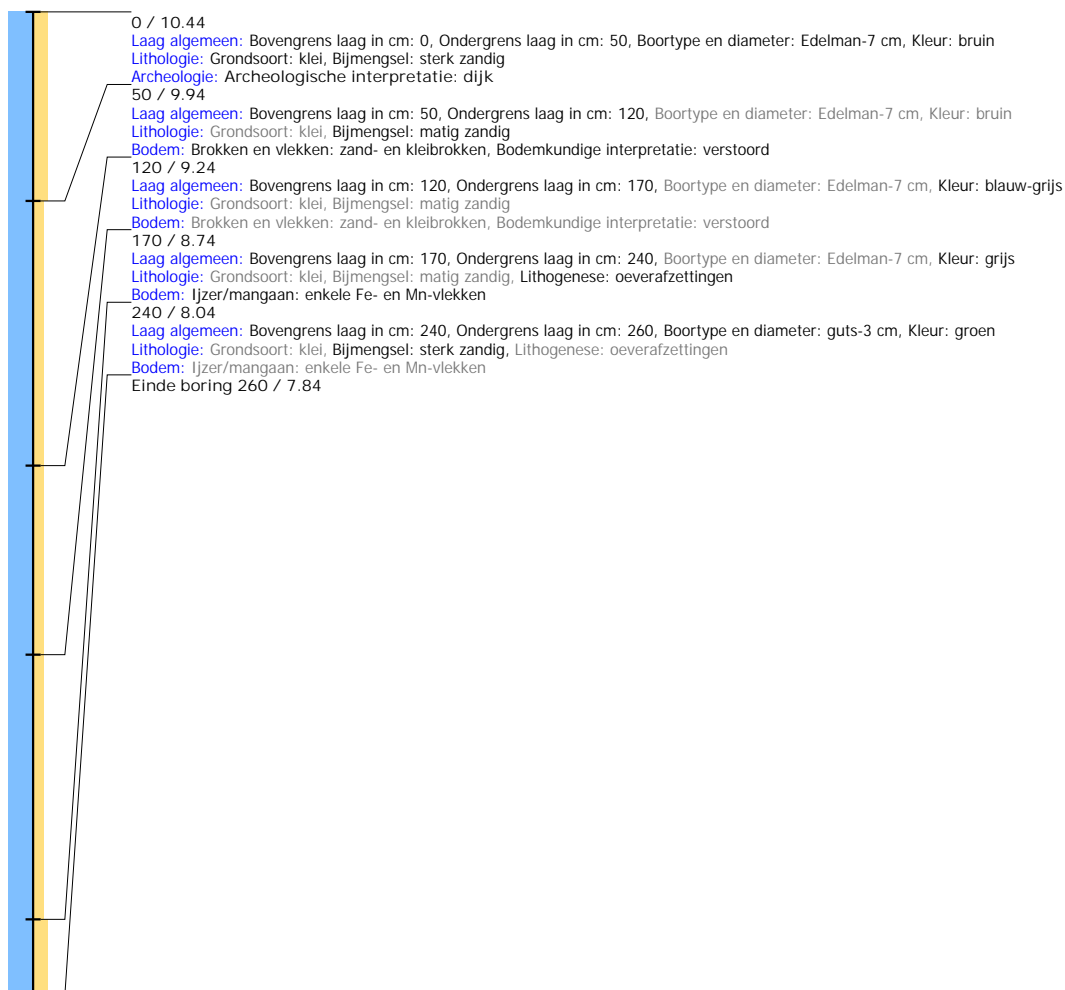 0 / 10.44
Laag algemeen: Bovengrens laag in cm: 0, Ondergrens laag in cm: 50, Boortype en diameter: Edelman-7 cm, Kleur: bruin
Lithologie: Grondsoort: klei, Bijmengsel: sterk zandig
Archeologie: Archeologische interpretatie: dijk
50 / 9.94
Laag algemeen: Bovengrens laag in cm: 50, Ondergrens laag in cm: 120, Boortype en diameter: Edelman-7 cm, Kleur: bruin
Lithologie: Grondsoort: klei, Bijmengsel: matig zandig
Bodem: Brokken en vlekken: zand- en kleibrokken, Bodemkundige interpretatie: verstoord
120 / 9.24
Laag algemeen: Bovengrens laag in cm: 120, Ondergrens laag in cm: 170, Boortype en diameter: Edelman-7 cm, Kleur: blauw-grijs
Lithologie: Grondsoort: klei, Bijmengsel: matig zandig
Bodem: Brokken en vlekken: zand- en kleibrokken, Bodemkundige interpretatie: verstoord
170 / 8.74
Laag algemeen: Bovengrens laag in cm: 170, Ondergrens laag in cm: 240, Boortype en diameter: Edelman-7 cm, Kleur: grijs
Lithologie: Grondsoort: klei, Bijmengsel: matig zandig, Lithogenese: oeverafzettingen
Bodem: Ijzer/mangaan: enkele Fe- en Mn-vlekken
240 / 8.04
Laag algemeen: Bovengrens laag in cm: 240, Ondergrens laag in cm: 260, Boortype en diameter: guts-3 cm, Kleur: groen
Lithologie: Grondsoort: klei, Bijmengsel: sterk zandig, Lithogenese: oeverafzettingen
Bodem: Ijzer/mangaan: enkele Fe- en Mn-vlekken
Einde boring 260 / 7.84